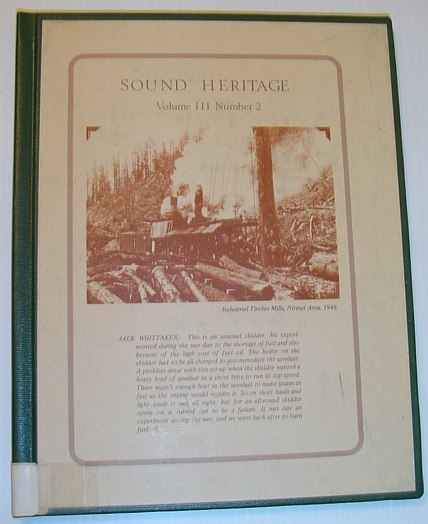 SOUND HERITAGE
Volume III Number 2
Industrial Timber Mills, Nitinat Area, 1946
JACK WHITTAKER: This is an unusual skidder. We experi-
mented during the war due to the shortage of fuel and also
because of the high cost of fuel oil. The boiler on the
skidder had to be all changed to accommodate the sawdust.
A problem arose with this set-up when the skidder wanted a
heavy load of sawdust in a short time to run at top speed.
There wasn't enough heat in the sawdust to make steam as
fast as the engine would require it. So on short hauls and
light loads it was all right, but for an all-round skidder
operation it turned out to be a failure. It was just an
experiment during the war, and we went back after to burn
fuel oil.